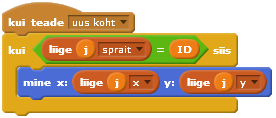 kui teade uus koht
kui liige j sprait = ID siis
mine x: liige j x y: liige j y